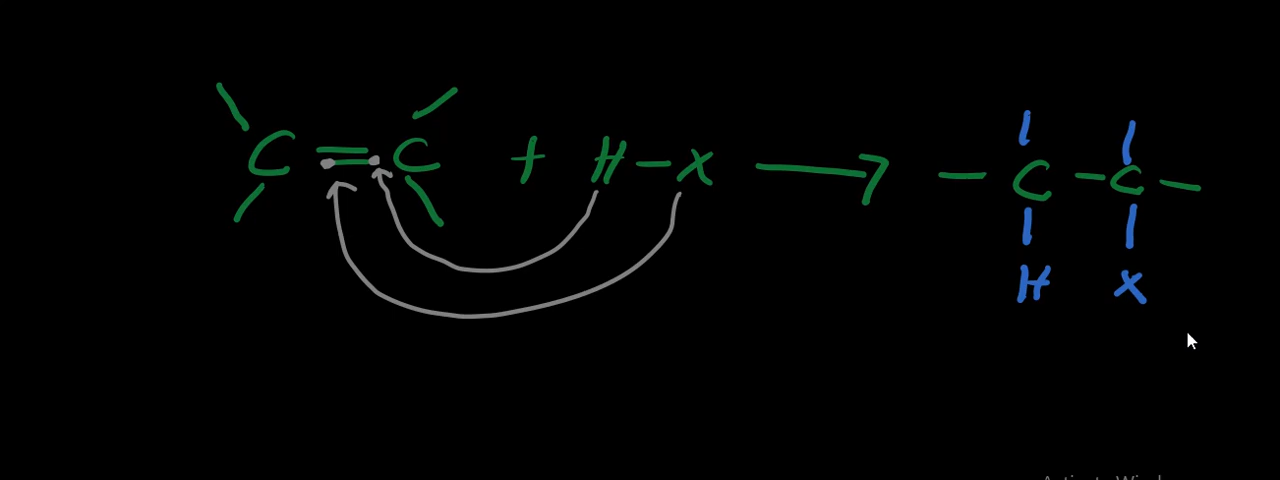 C = C + H - X → - C - C -
H X